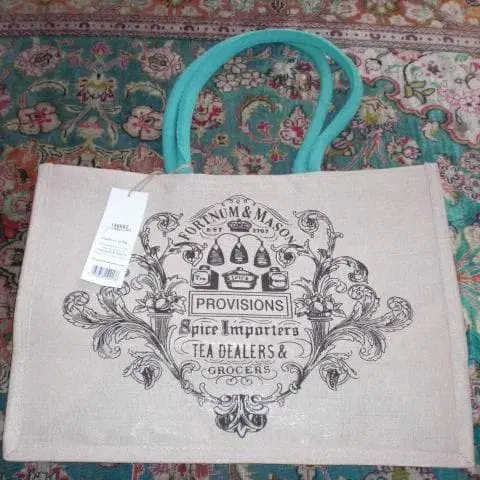 FORTNUM & MASON
EST 1707
Tea SPICE
PROVISIONS
Spice Importers
TEA DEALERS &
GROCERS